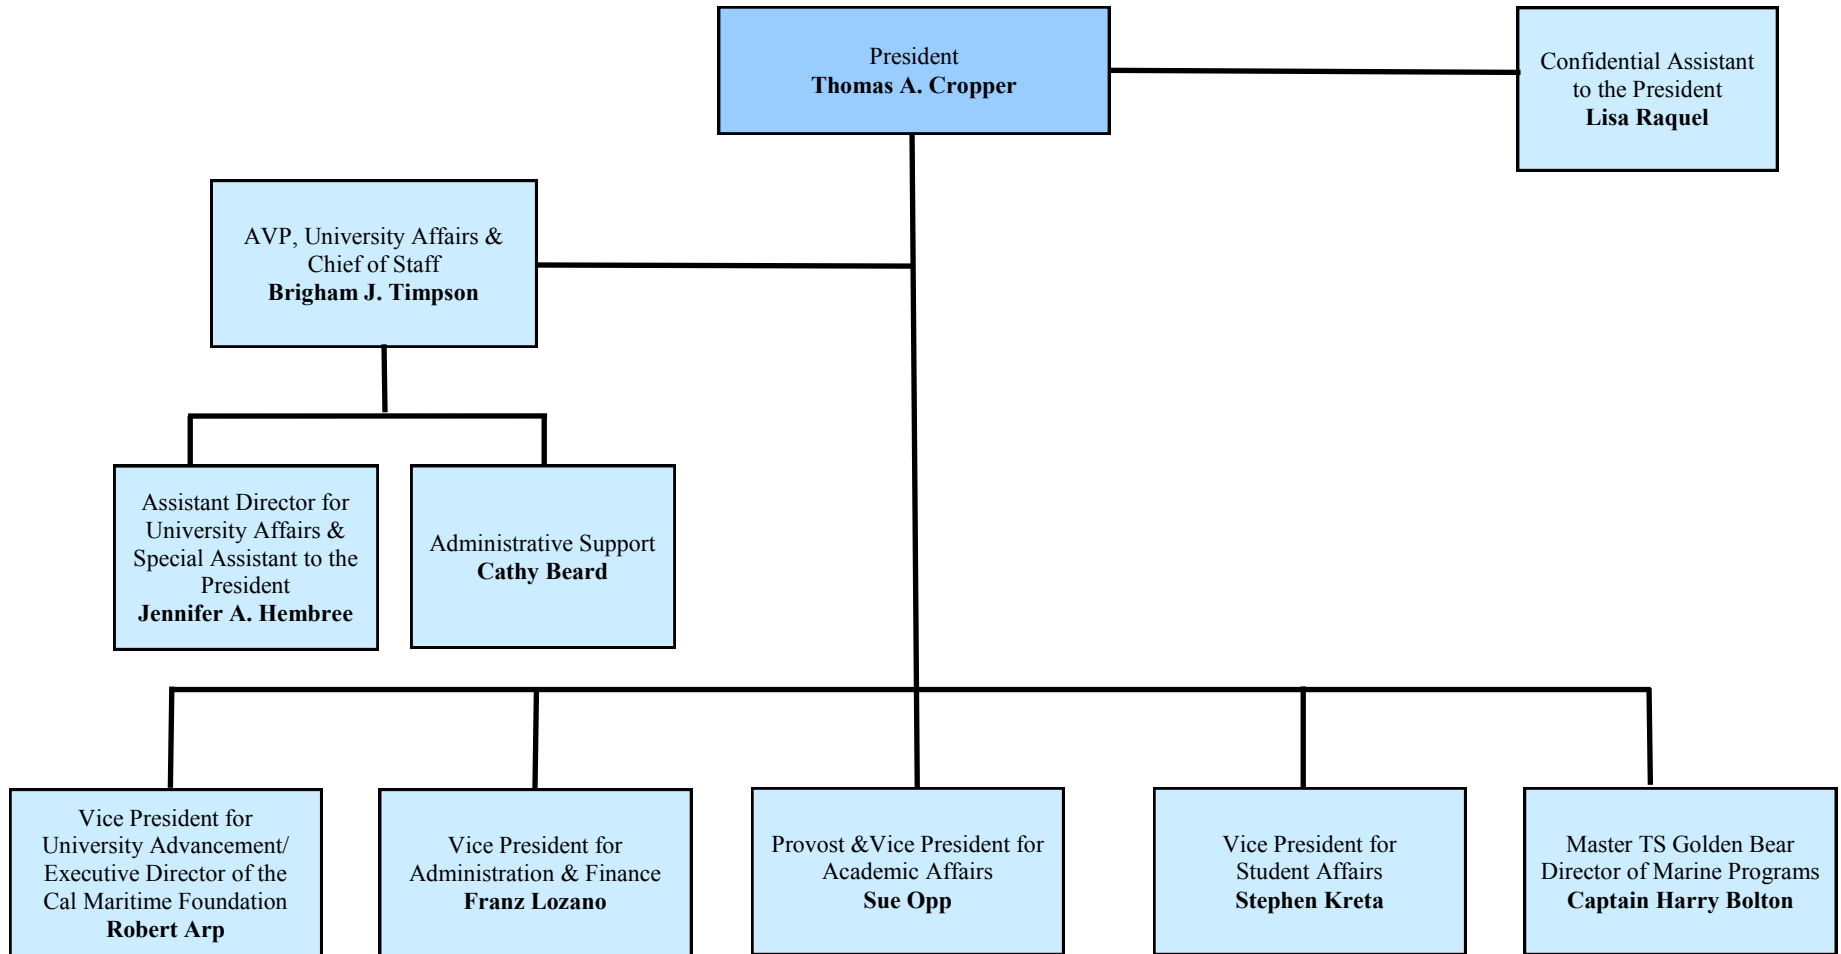 President
Thomas A. Cropper
Confidential Assistant
to the President
Lisa Raquel
AVP, University Affairs &
Chief of Staff
Brigham J. Timpson
Assistant Director for
University Affairs &
Special Assistant to the
President
Jennifer A. Hembree
Administrative Support
Cathy Beard
Vice President for
University Advancement/
Executive Director of the
Cal Maritime Foundation
Robert Arp
Vice President for
Administration & Finance
Franz Lozano
Provost &Vice President for
Academic Affairs
Sue Opp
Vice President for
Student Affairs
Stephen Kreta
Master TS Golden Bear
Director of Marine Programs
Captain Harry Bolton